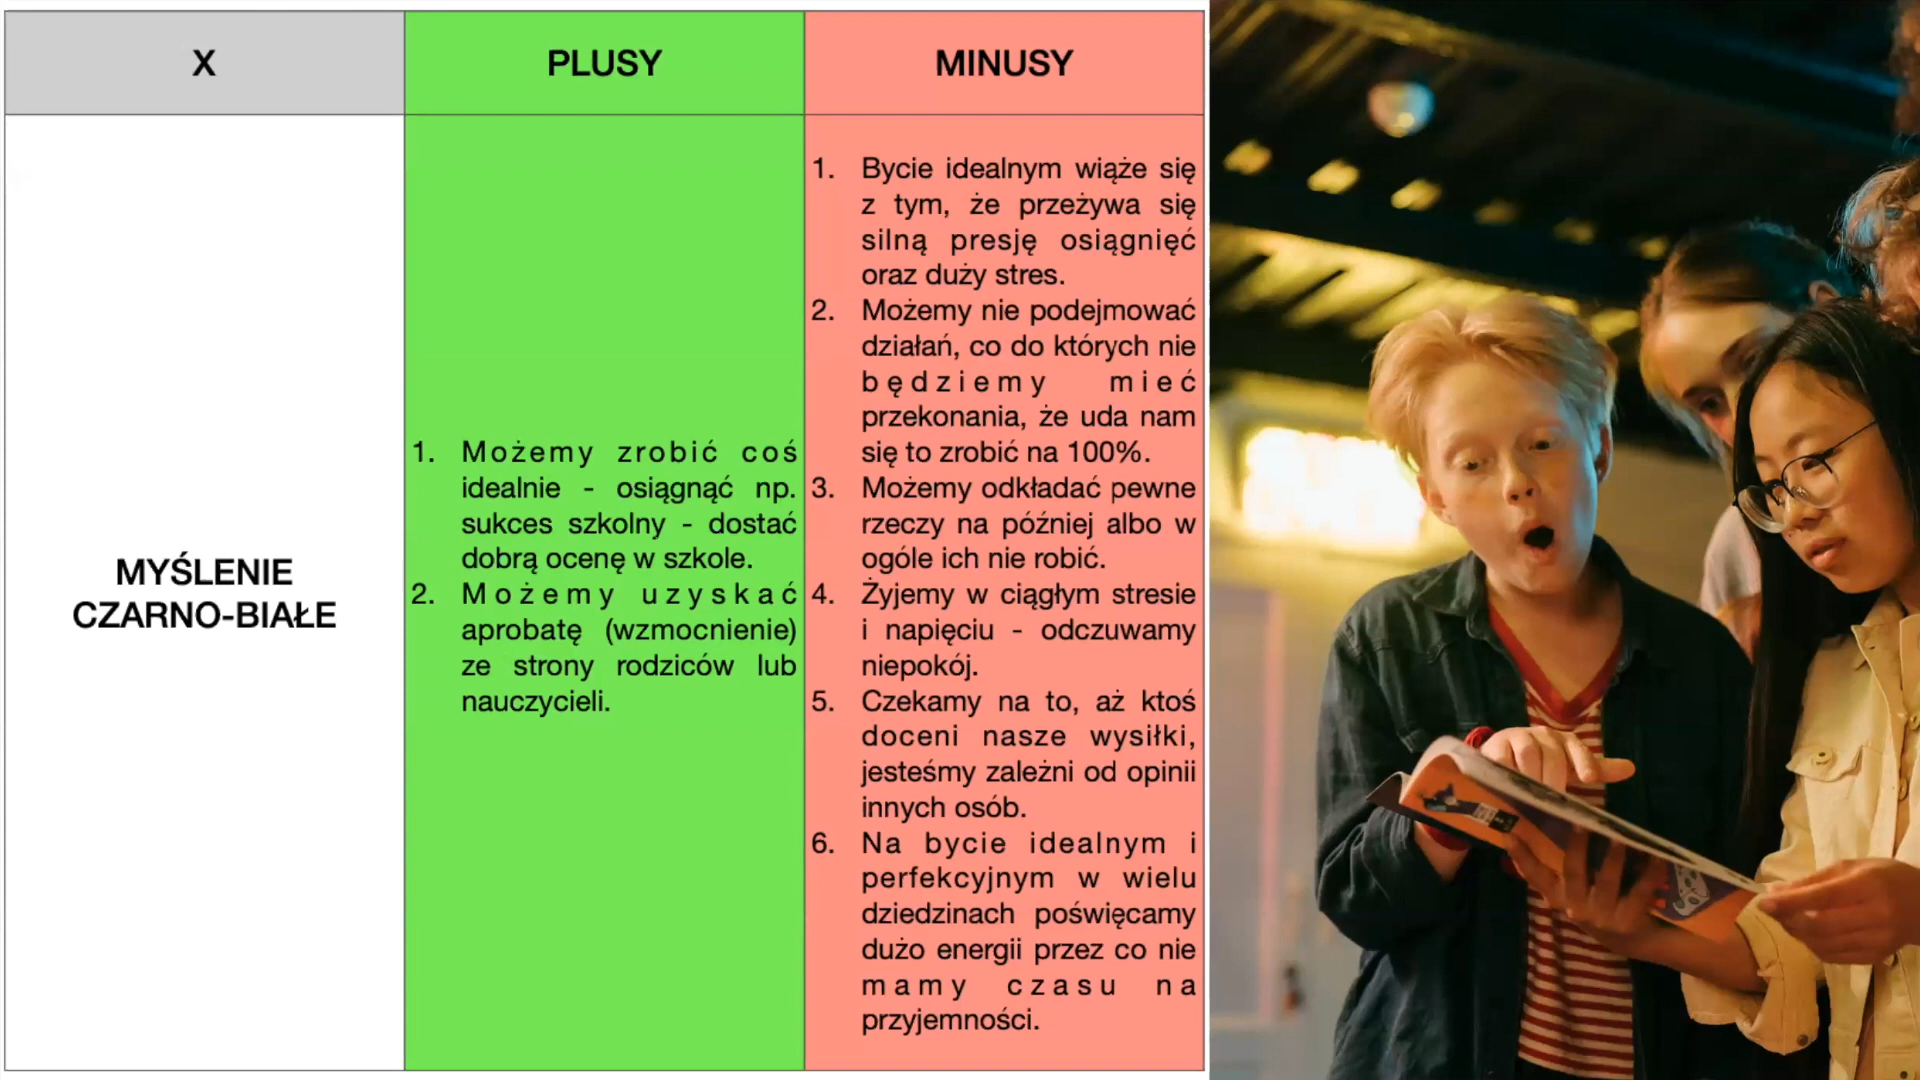 X
PLUSY
MINUSY
MYŚLENIE
CZARNO-BIAŁE
1. Możemy zrobić coś
idealnie - osiągnąć np.
sukces szkolny - dostać
dobrą ocenę w szkole.
2. Możemy uzyskać
aprobatę (wzmocnienie)
ze strony rodziców lub
nauczycieli.
1. Bycie idealnym wiąże się
z tym, że przeżywa się
silną presję osiągnięć
oraz duży stres.
2. Możemy nie podejmować
działań, co do których nie
będziemy mieć
przekonania, że uda nam
się to zrobić na 100%.
3. Możemy odkładać pewne
rzeczy na później albo w
ogóle ich nie robić.
4. Żyjemy w ciągłym stresie
i napięciu - odczuwamy
niepokój.
5. Czekamy na to, aż ktoś
doceni nasze wysiłki,
jesteśmy zależni od opinii
innych osób.
6. Na bycie idealnym i
perfekcyjnym w wielu
dziedzinach poświęcamy
dużo energii przez co nie
mamy czasu na
przyjemności.